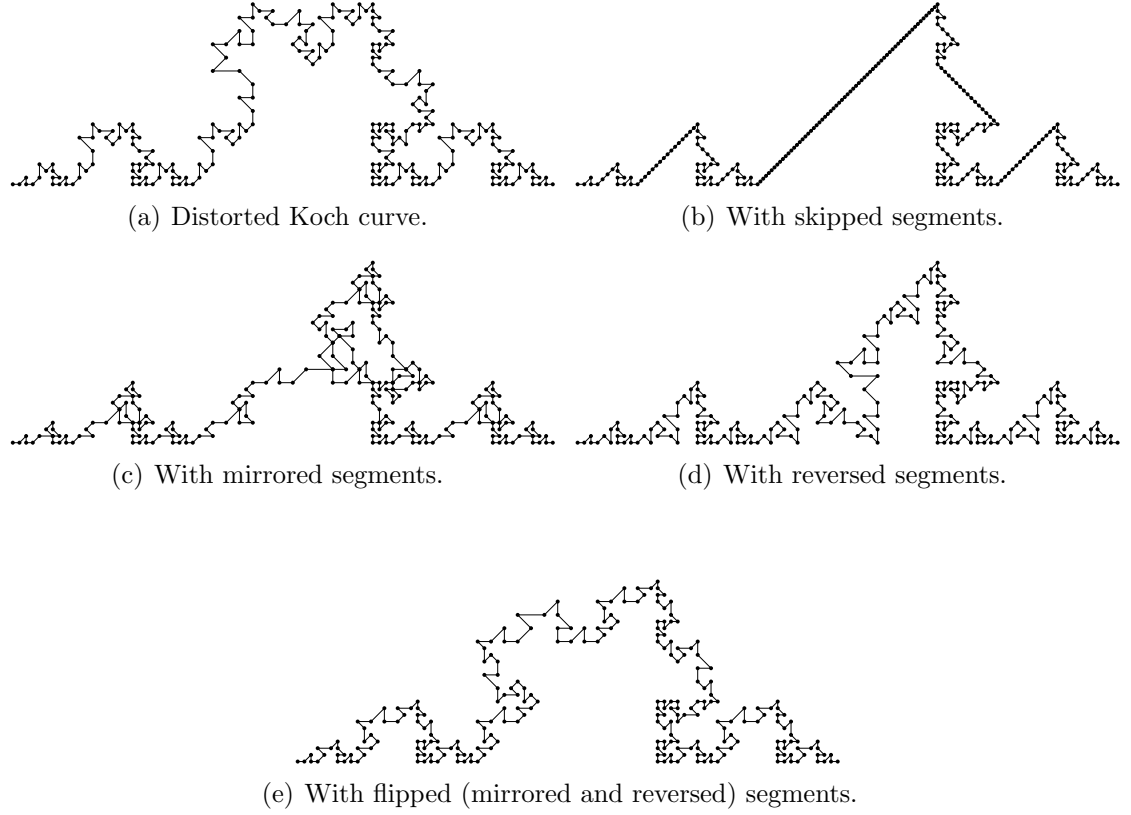 (a) Distorted Koch curve.
(b) With skipped segments.
(c) With mirrored segments.
(d) With reversed segments.
(e) With flipped (mirrored and reversed) segments.